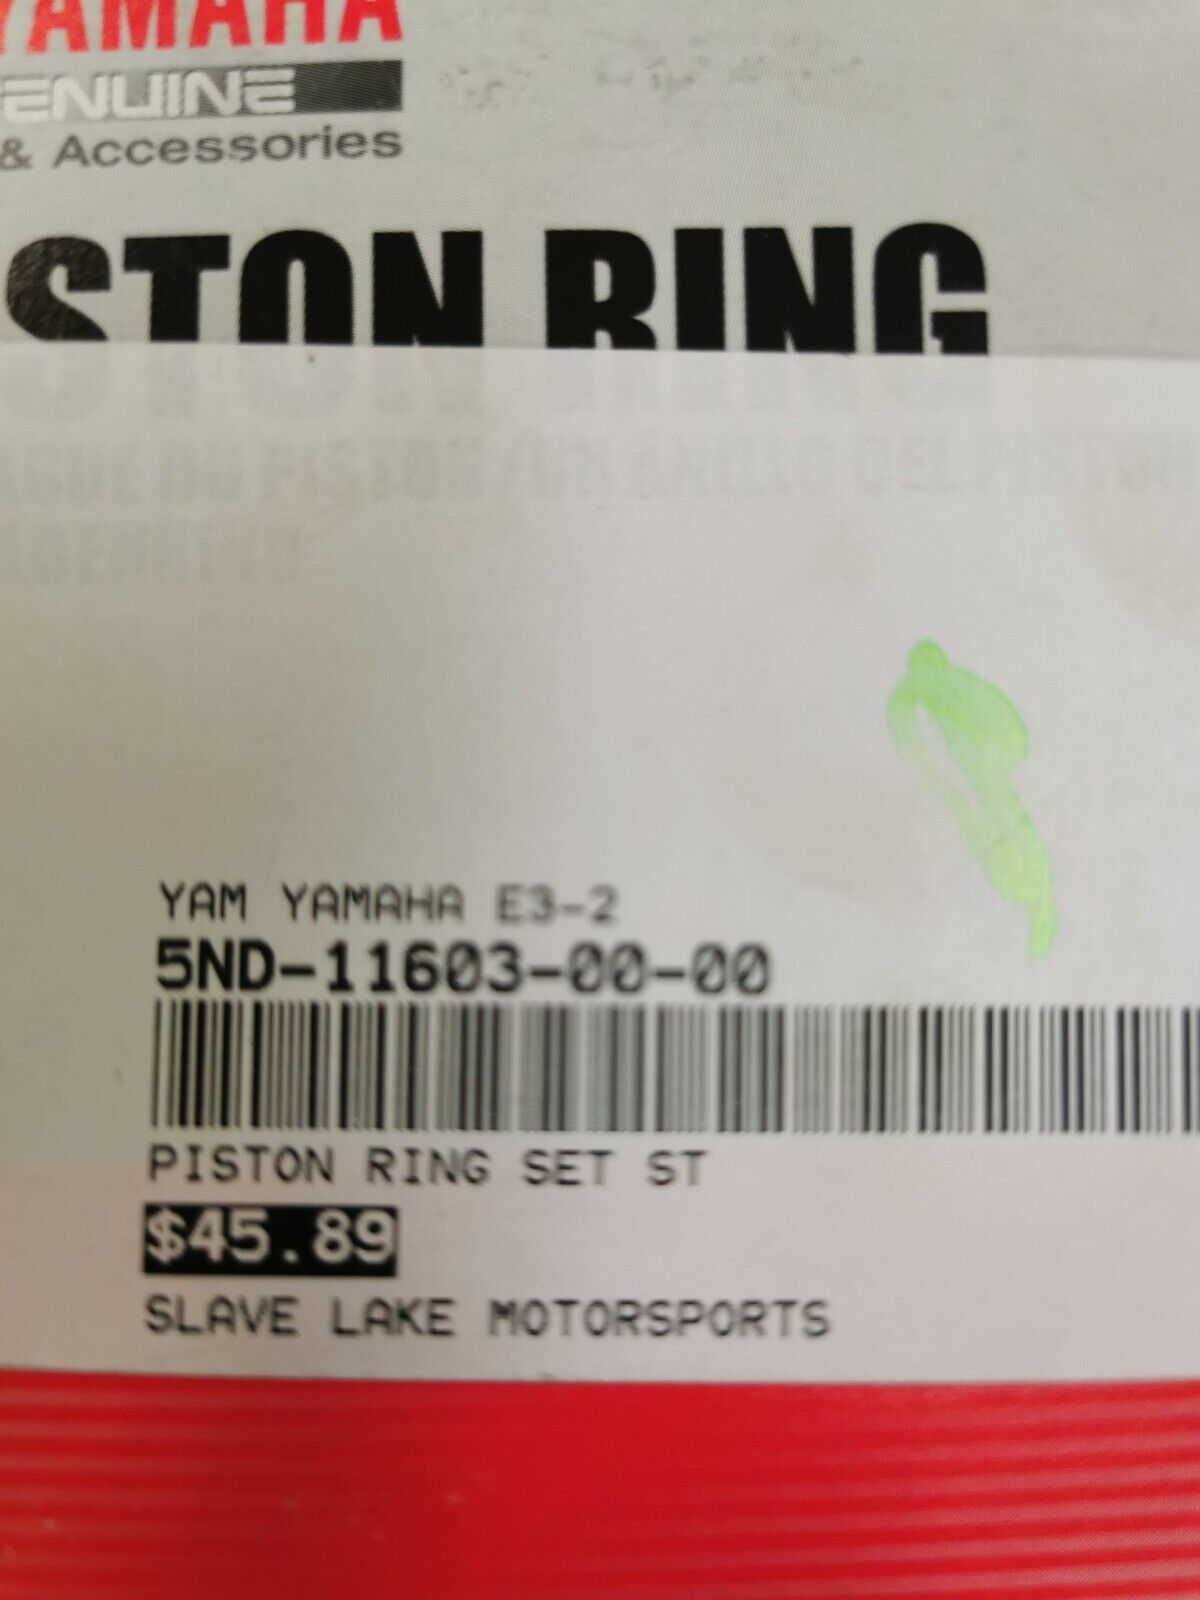 YAMAHA
ENUINE
& Accessories
STON RING
YAM YAMAHA E3-2
5ND-11603-00-00
PISTON RING SET ST
$45.89
SLAVE LAKE MOTORSPORTS